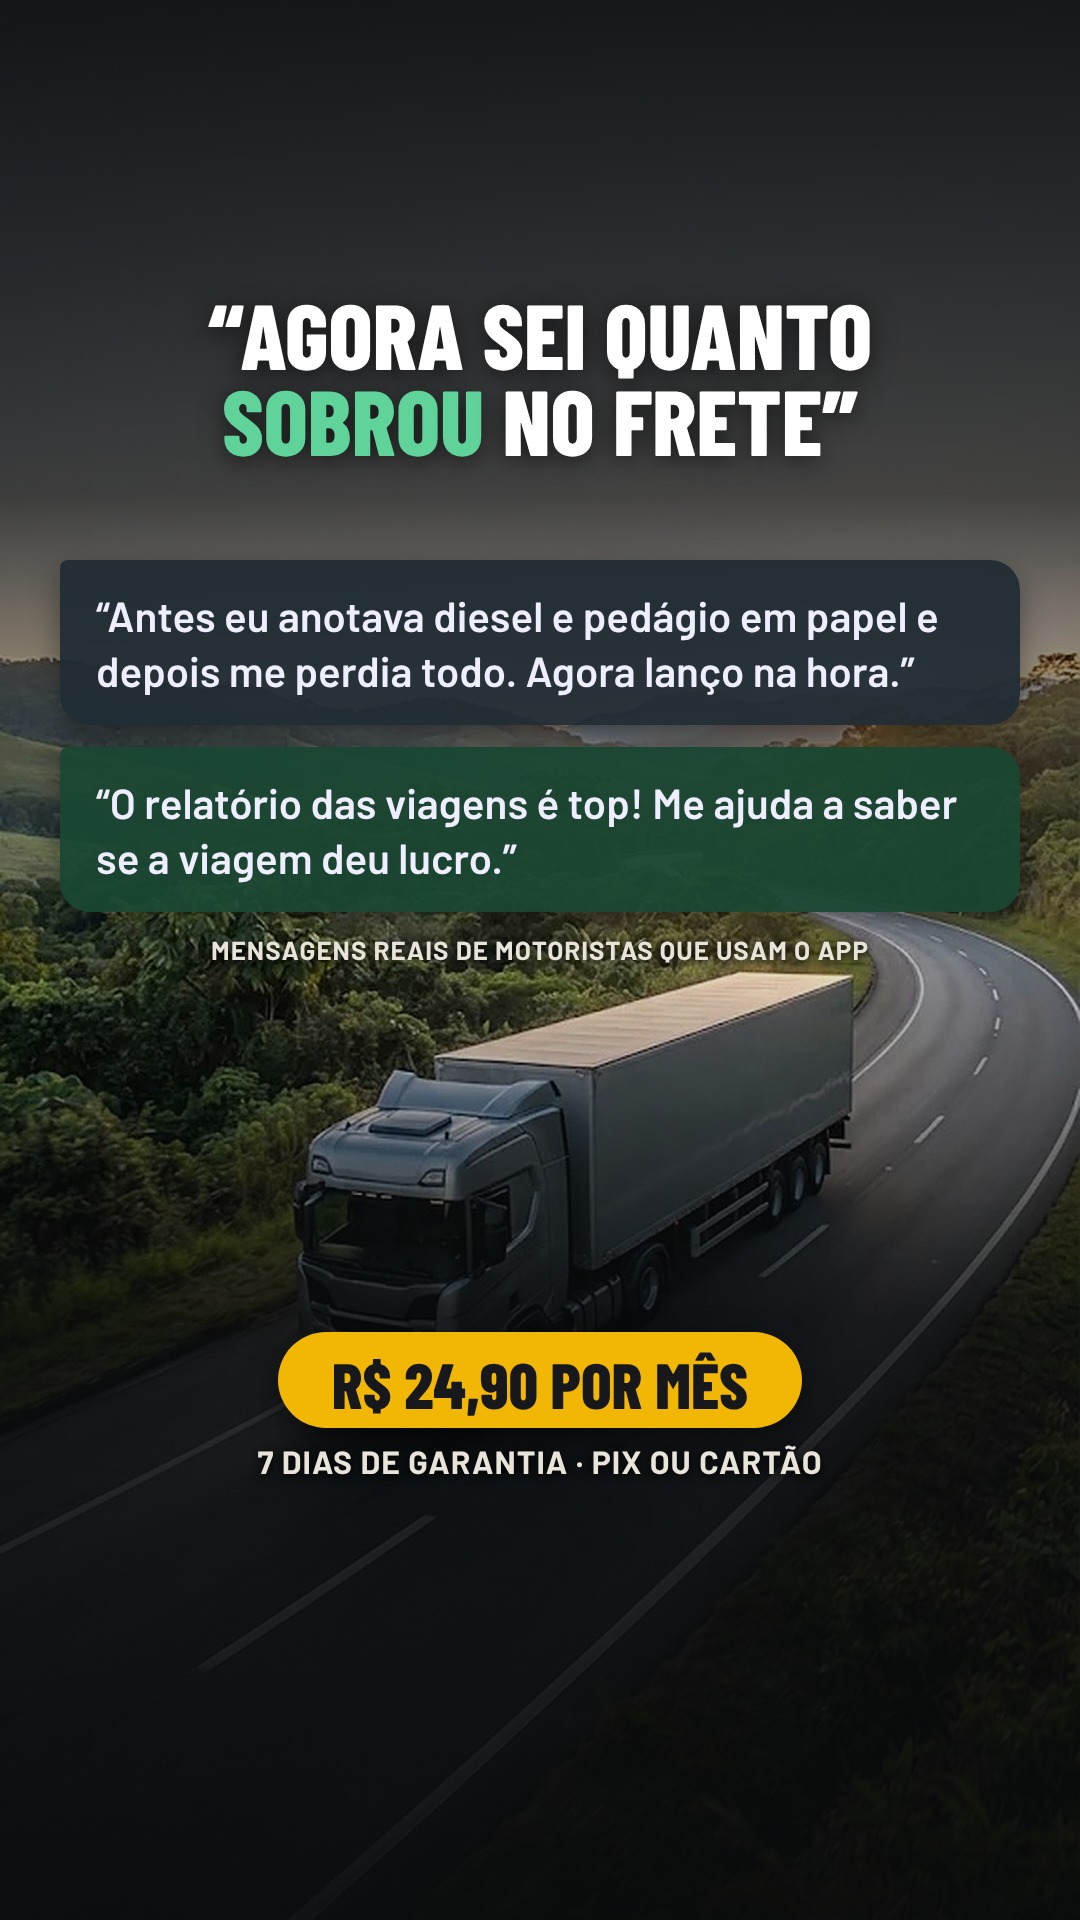 “AGORA SEI QUANTO
SOBROU NO FRETE”
“Antes eu anotava diesel e pedágio em papel e
depois me perdia todo. Agora lanço na hora.”
“O relatório das viagens é top! Me ajuda a saber
se a viagem deu lucro.”
MENSAGENS REAIS DE MOTORISTAS QUE USAM O APP
R$ 24,90 POR MÊS
7 DIAS DE GARANTIA · PIX OU CARTÃO